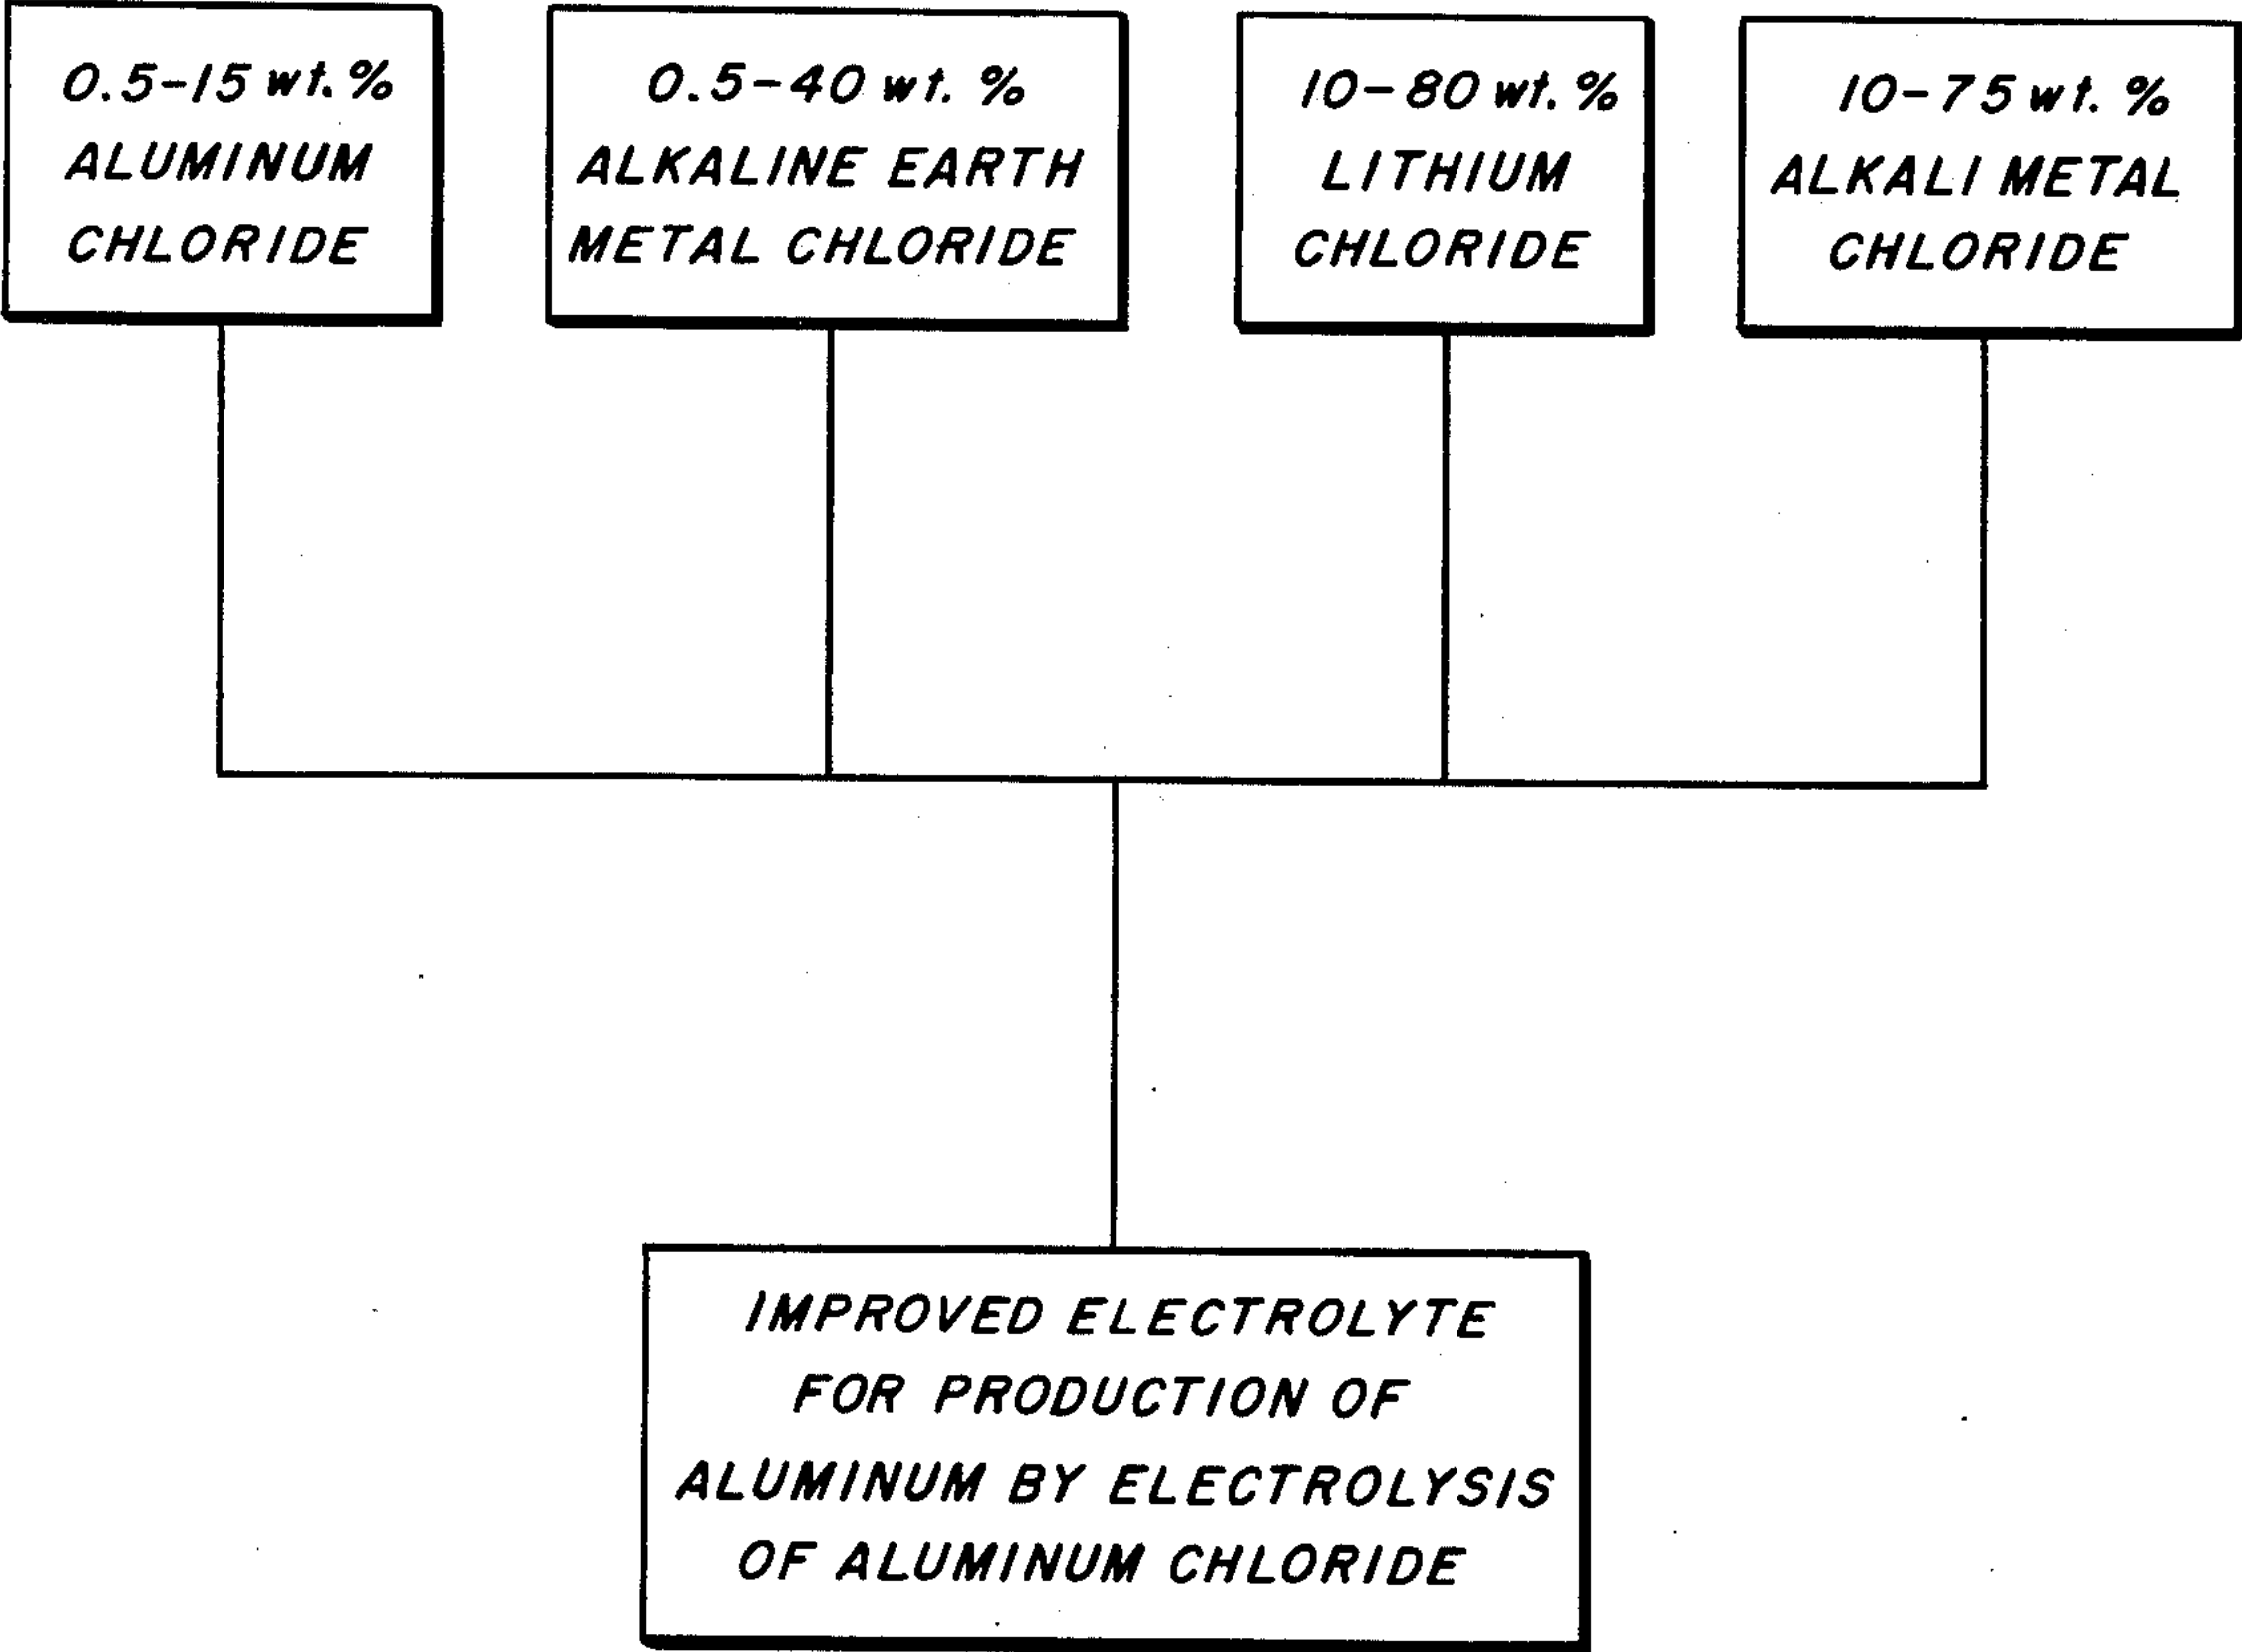 0.5-15 wt. %
ALUMINUM
CHLORIDE
0.5-40 wt. %
ALKALINE EARTH
METAL CHLORIDE
10-80 wt. %
LITHIUM
CHLORIDE
10-75 wt. %
ALKALI METAL
CHLORIDE
IMPROVED ELECTROLYTE
FOR PRODUCTION OF
ALUMINUM BY ELECTROLYSIS
OF ALUMINUM CHLORIDE